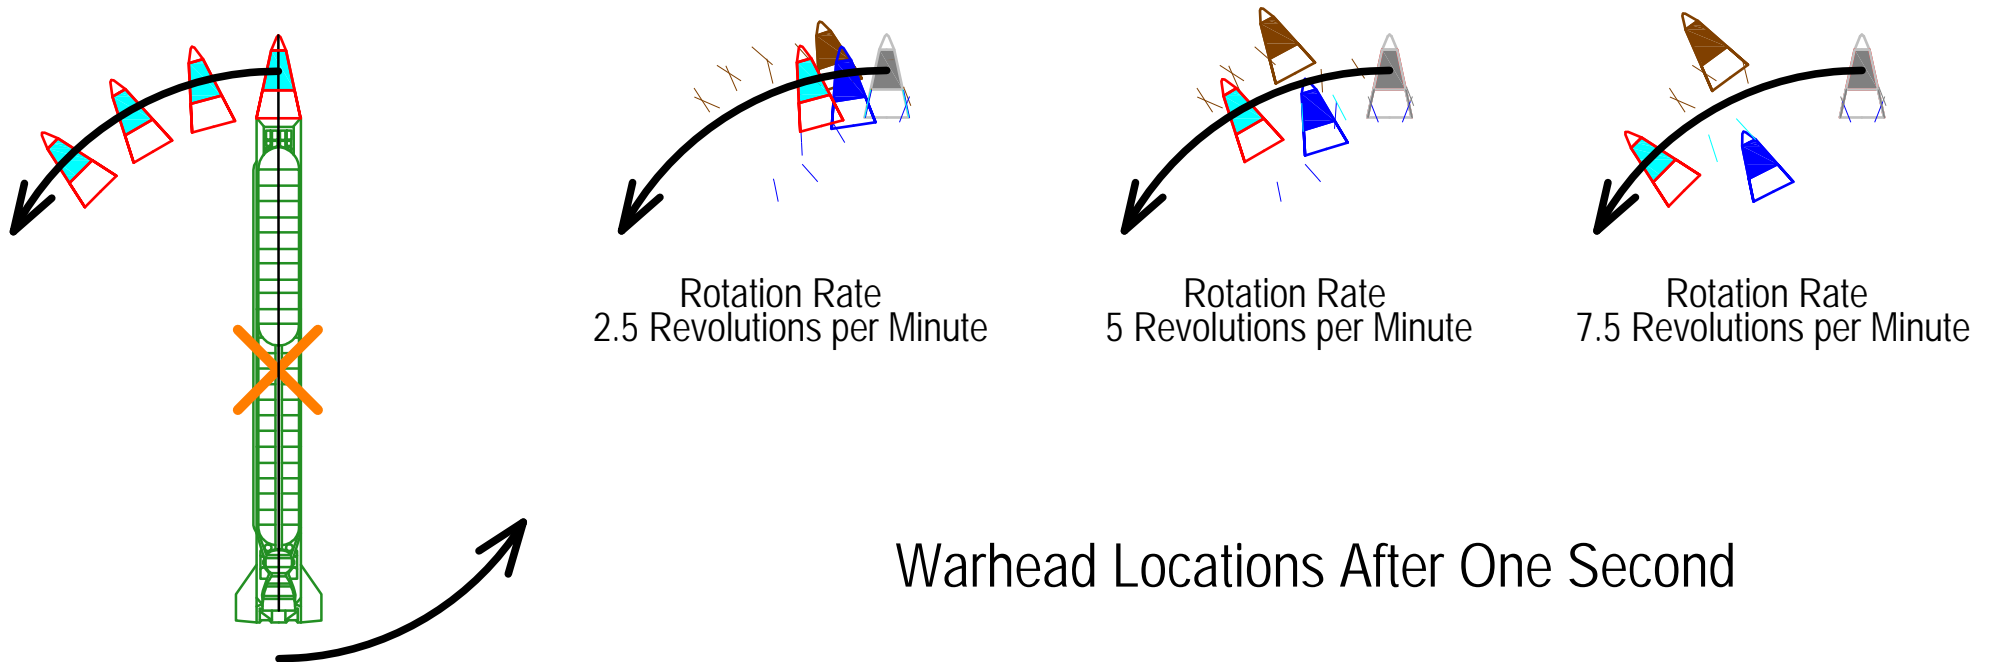 Rotation Rate
2.5 Revolutions per Minute
Rotation Rate
5 Revolutions per Minute
Rotation Rate
7.5 Revolutions per Minute
Warhead Locations After One Second